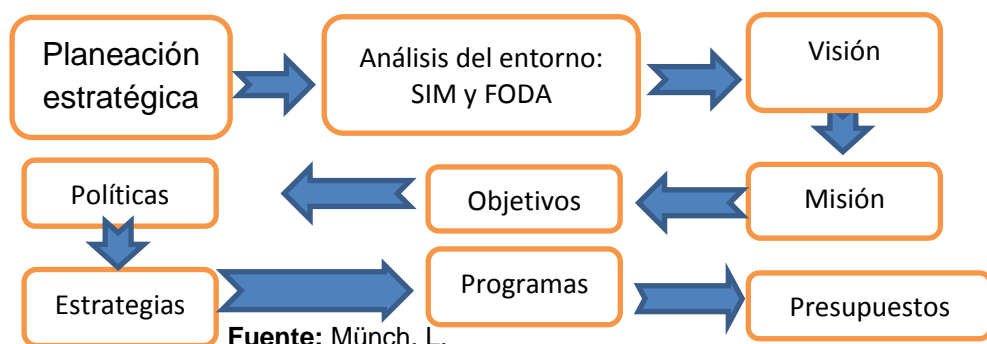 Planeación
estratégica
Análisis del entorno:
SIM y FODA
Visión
Misión
Objetivos
Políticas
Estrategias
Programas
Presupuestos
Fuente: Münch, L.